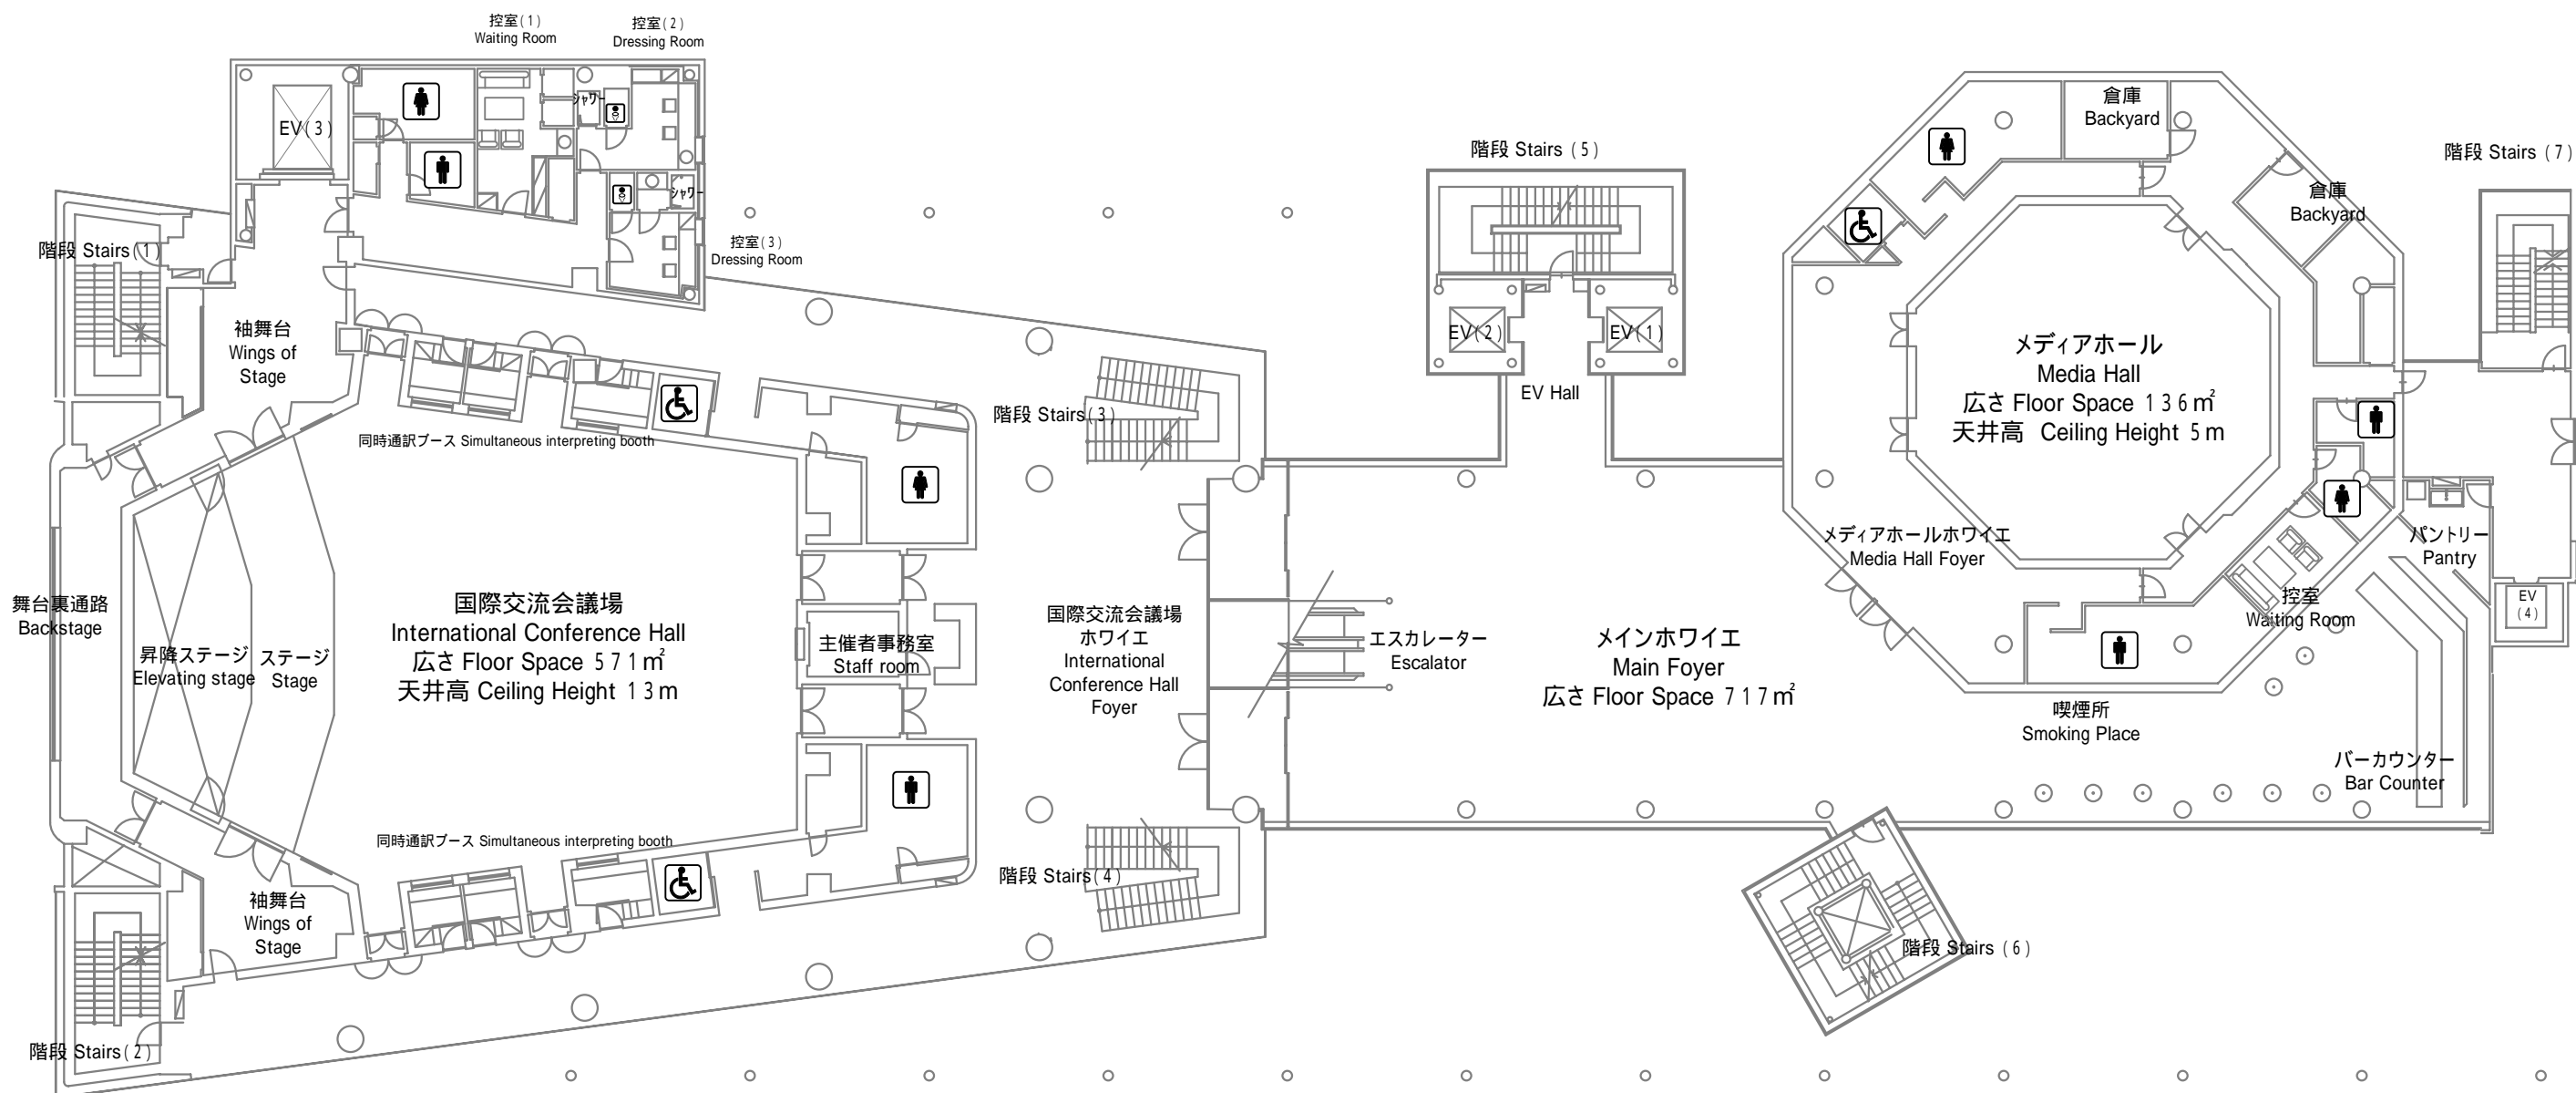 控室(1)
Waiting Room
控室(2)
Dressing Room
シャワー
EV(3)
シャワー
控室(3)
Dressing Room
階段 Stairs(1)
袖舞台
Wings of
Stage
同時通訳ブース Simultaneous interpreting booth
階段 Stairs(3)
階段 Stairs (5)
EV(2)
EV(1)
EV Hall
倉庫
Backyard
倉庫
Backyard
階段 Stairs (7)
メディアホール
Media Hall
広さ Floor Space 136㎡
天井高 Ceiling Height 5m
メディアホールホワイエ
Media Hall Foyer
パントリー
Pantry
控室
Waiting Room
EV
(4)
舞台裏通路
Backstage
昇降ステージ
Elevating stage
ステージ
Stage
国際交流会議場
International Conference Hall
広さ Floor Space 571㎡
天井高 Ceiling Height 13m
主催者事務室
Staff room
国際交流会議場
ホワイエ
International
Conference Hall
Foyer
エスカレーター
Escalator
メインホワイエ
Main Foyer
広さ Floor Space 717㎡
喫煙所
Smoking Place
バーカウンター
Bar Counter
同時通訳ブース Simultaneous interpreting booth
階段 Stairs(4)
袖舞台
Wings of
Stage
階段 Stairs (6)
階段 Stairs(2)